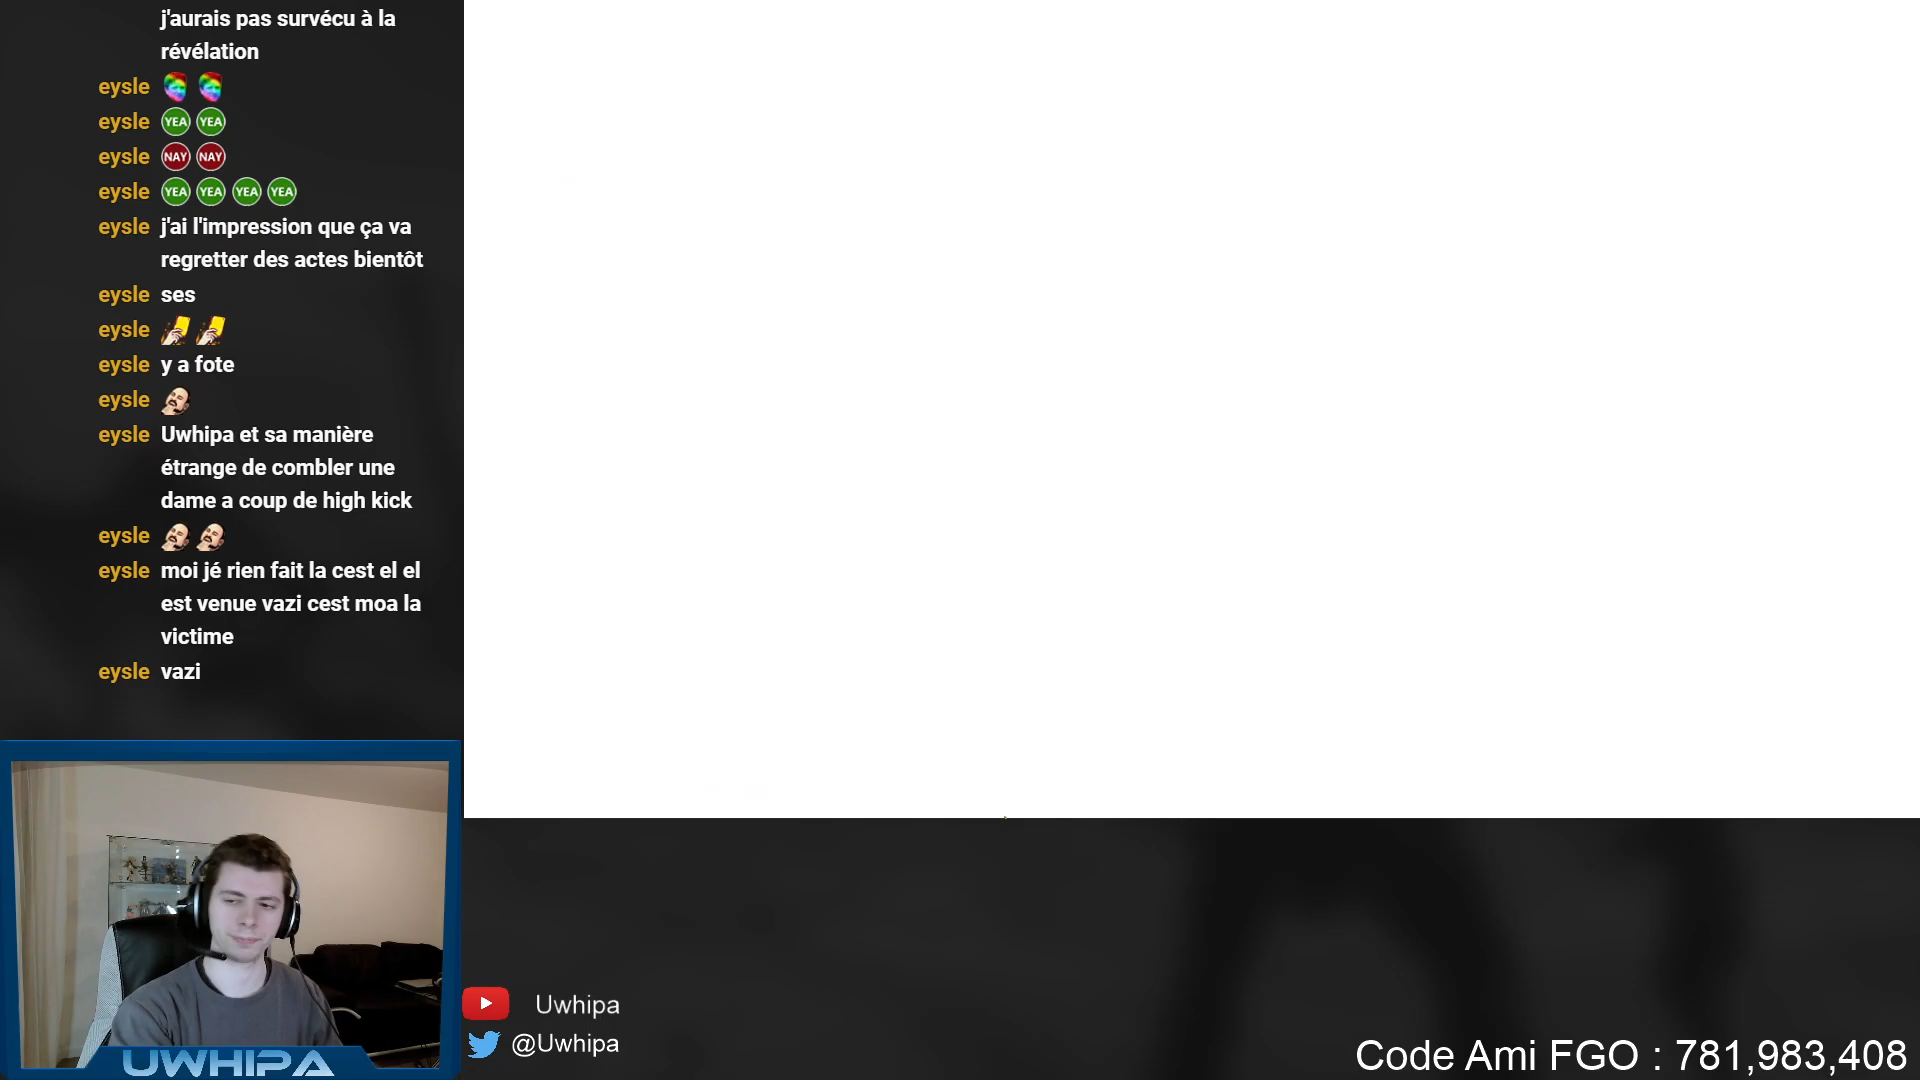 j'aurais pas survécu à la
révélation
eysle
eysle YEA YEA
eysle NAY NAY
eysle YEA YEA YEA YEA
eysle j'ai l'impression que ça va
regretter des actes bientôt
eysle ses
eysle
eysle y a fote
eysle
eysle Uwhipa et sa manière
étrange de combler une
dame a coup de high kick
eysle
eysle moi jé rien fait la cest el el
est venue vazi cest moa la
victime
eysle vazi
UWHIPA
Uwhipa
@Uwhipa
Code Ami FGO : 781,983,408